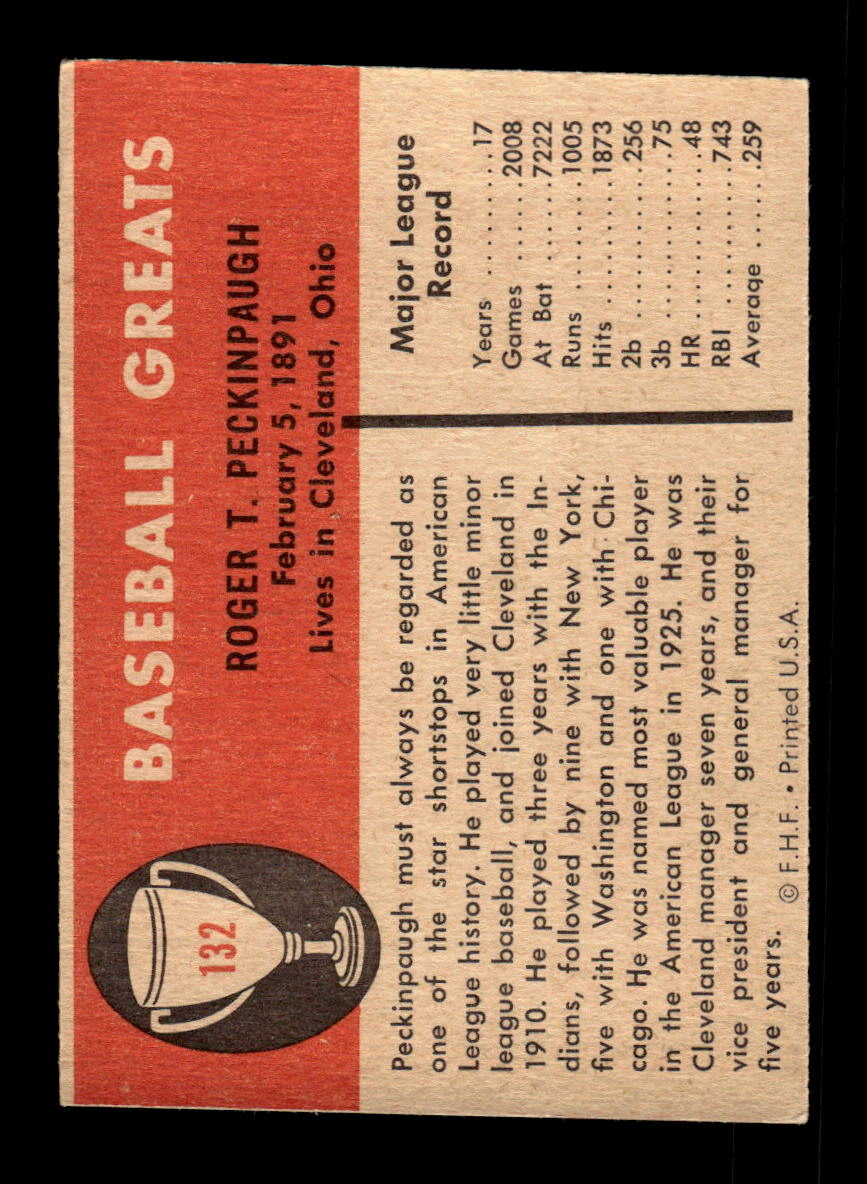 BASEBALL GREATS
132
ROGER T. PECKINPAUGH
February 5, 1891
Lives in Cleveland, Ohio
Peckinpaugh must always be regarded as
one of the star shortstops in American
League history. He played very little minor
league baseball, and joined Cleveland in
1910. He played three years with the In-
dians, followed by nine with New York,
five with Washington and one with Chi-
cago. He was named most valuable player
in the American League in 1925. He was
Cleveland manager seven years, and their
vice president and general manager for
five years.
© F.H.F. • Printed U.S.A.
Major League
Record
Years .........17
Games .......2008
At Bat ......7222
Runs ........1005
Hits ........1873
2b ..........256
3b ...........75
HR ...........48
RBI .........743
Average ......259